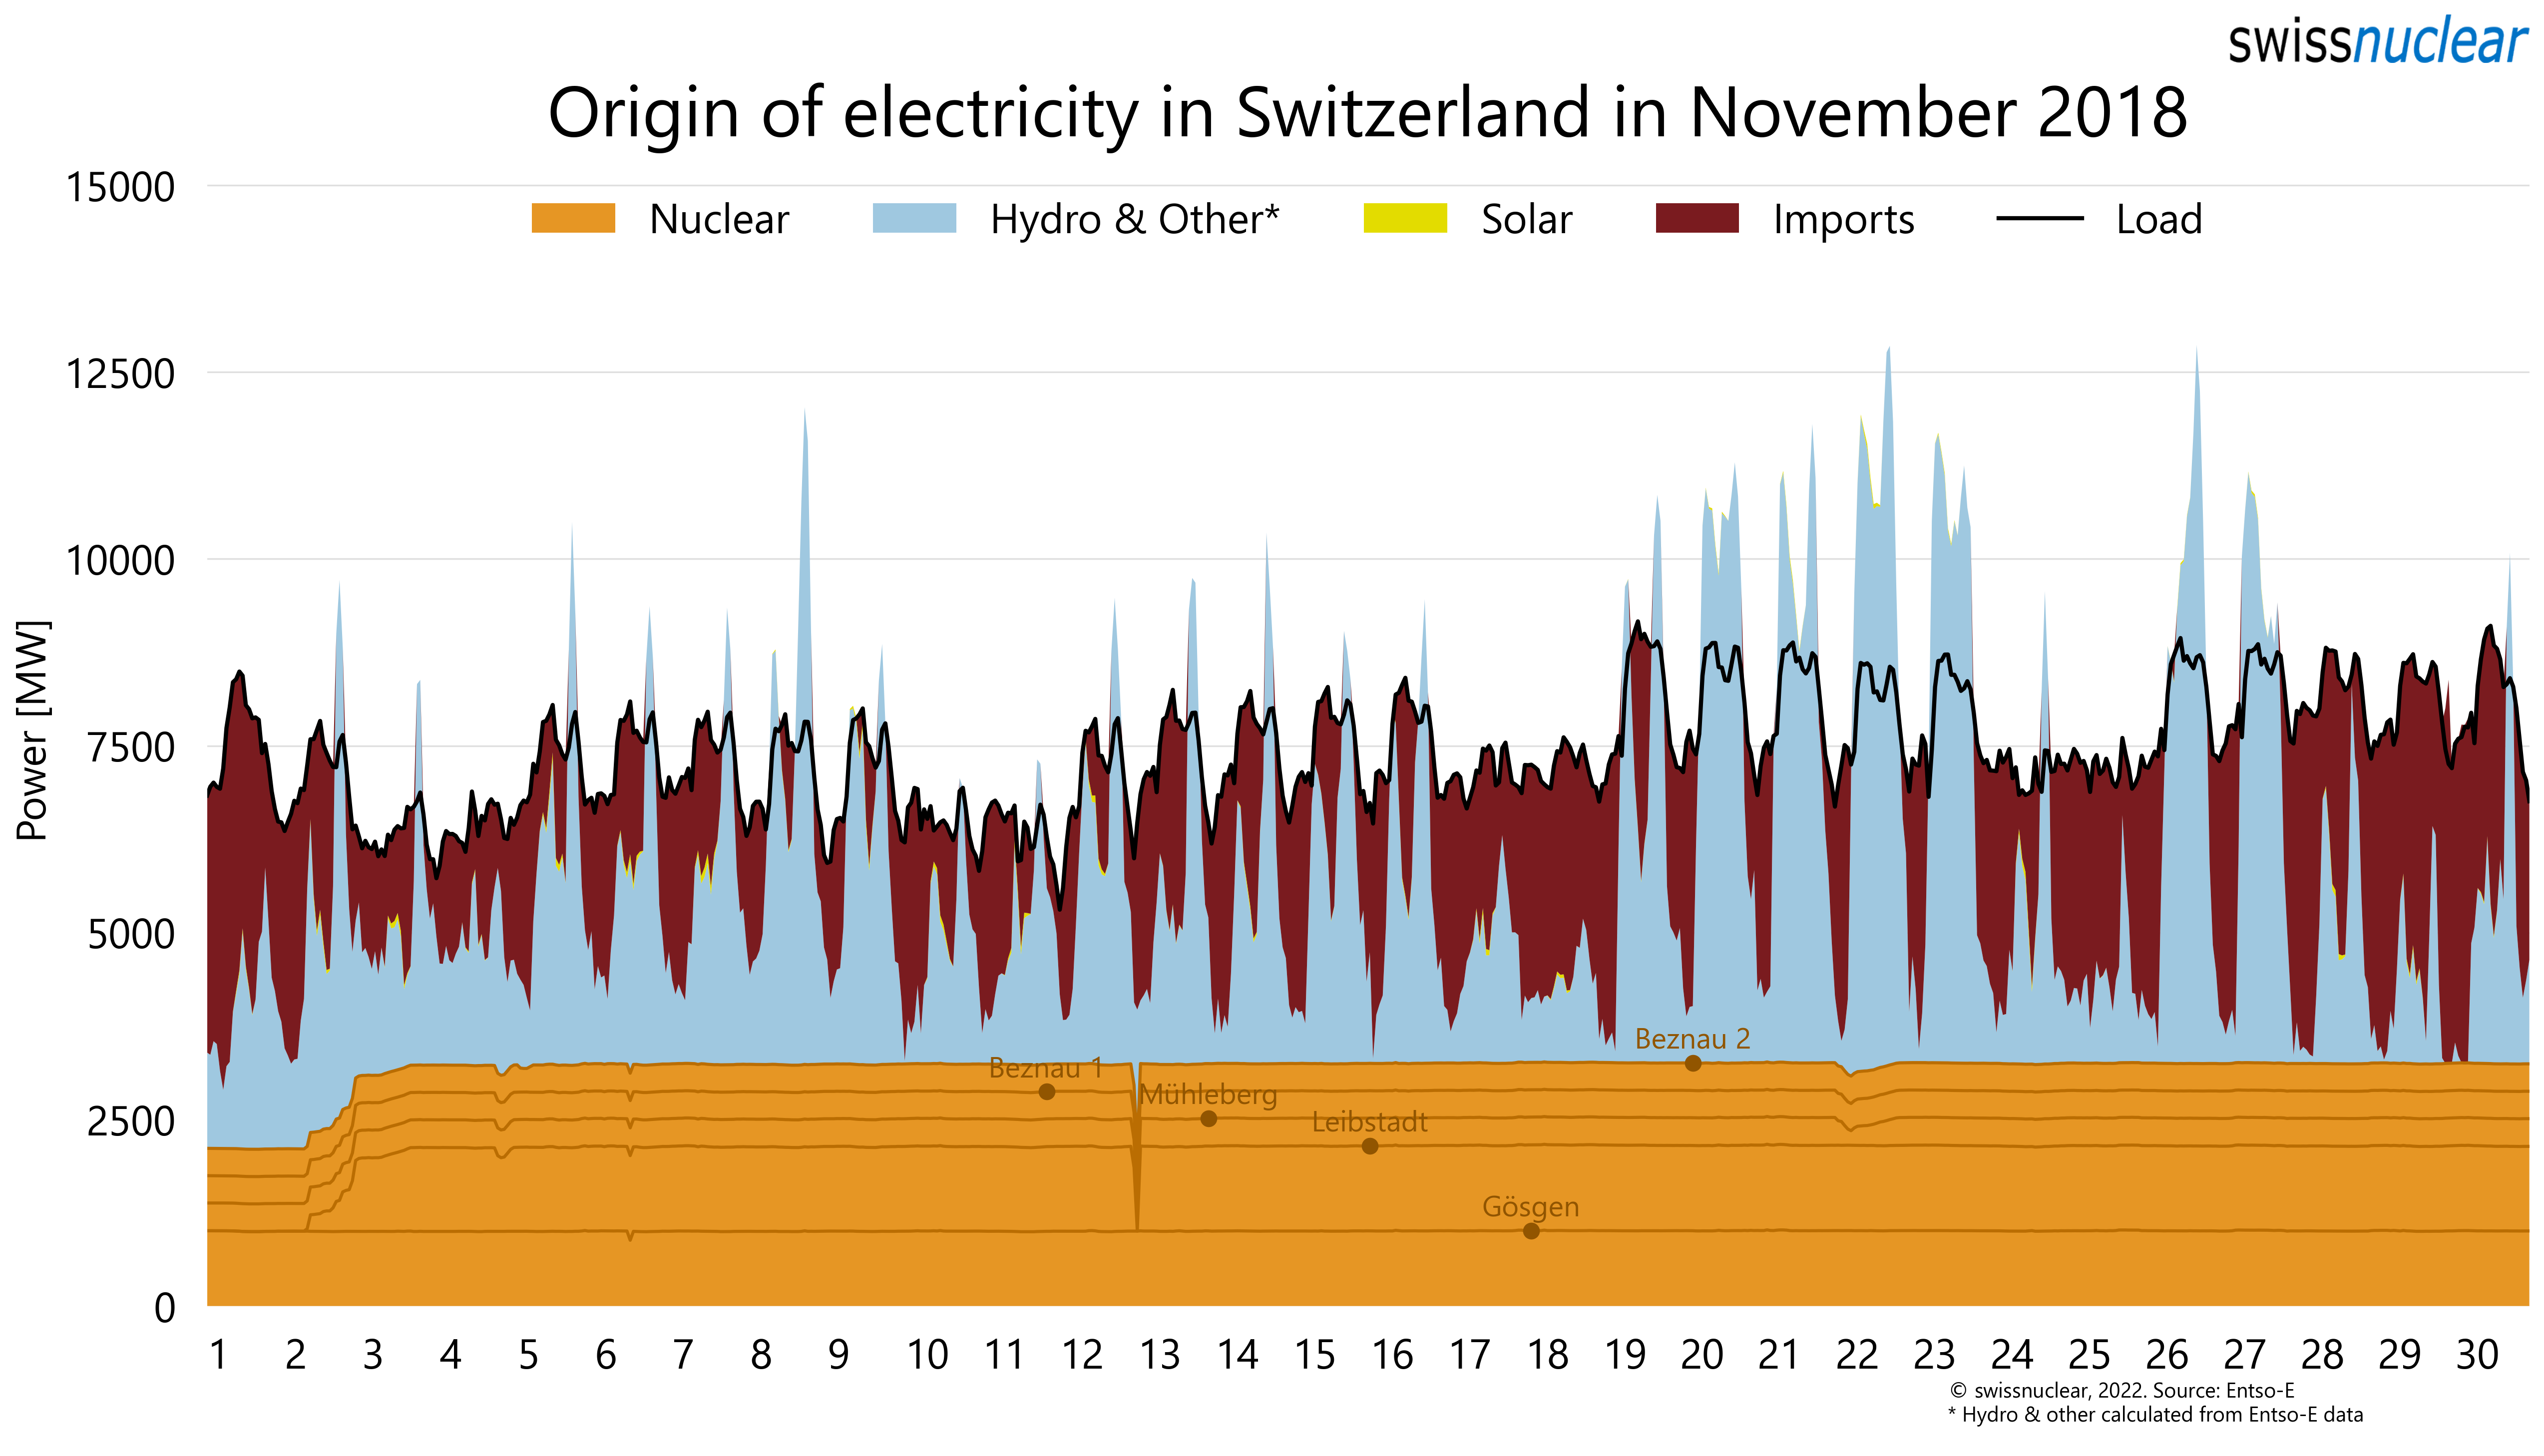 swissnuclear
Origin of electricity in Switzerland in November 2018
Nuclear Hydro & Other* Solar Imports Load
Power [MW]
15000
12500
10000
7500
5000
2500
0
Beznau 2
Beznau 1
Mühleberg
Leibstadt
Gösgen
1 2 3 4 5 6 7 8 9 10 11 12 13 14 15 16 17 18 19 20 21 22 23 24 25 26 27 28 29 30
© swissnuclear, 2022. Source: Entso-E
* Hydro & other calculated from Entso-E data